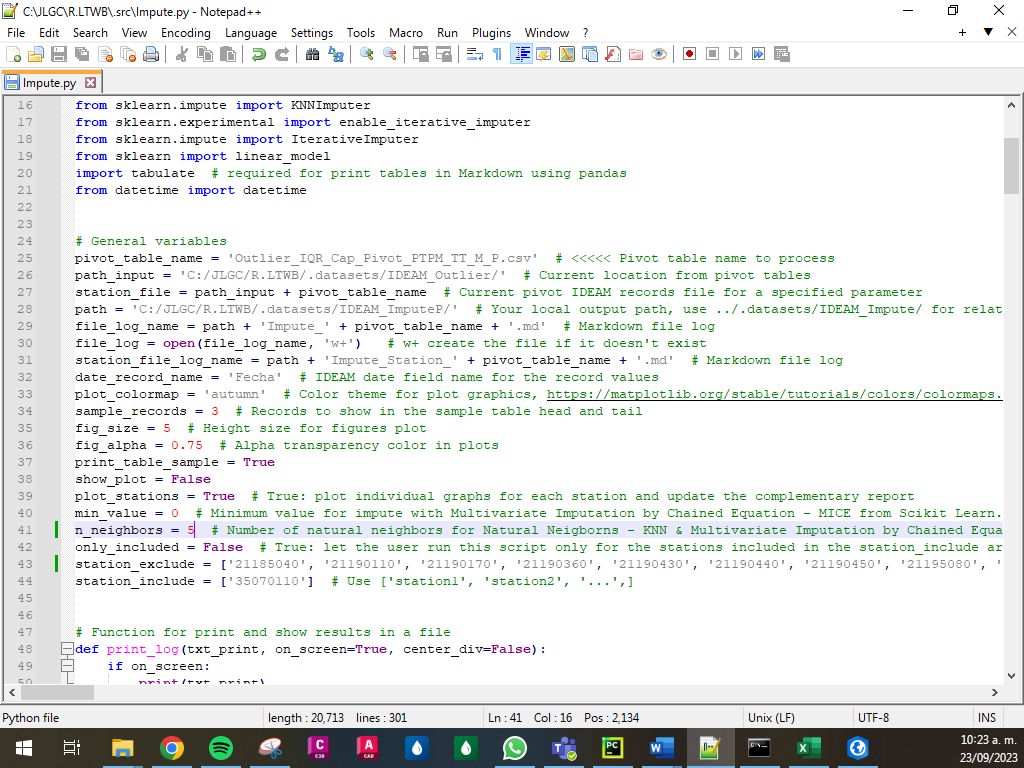 C:\JLGC\R.LTWB\.src\Impute.py - Notepad++
File Edit Search View Encoding Language Settings Tools Macro Run Plugins Window ?
Impute.py
16 from sklearn.impute import KNNImputer
17 from sklearn.experimental import enable_iterative_imputer
18 from sklearn.impute import IterativeImputer
19 from sklearn import linear_model
20 import tabulate # required for print tables in Markdown using pandas
21 from datetime import datetime
22
23
24 # General variables
25 pivot_table_name = 'Outlier_IQR_Cap_Pivot_PTPM_TT_M_P.csv' # <<<<< Pivot table name to process
26 path_input = 'C:/JLGC/R.LTWB/.datasets/IDEAM_Outlier/' # Current location from pivot tables
27 station_file = path_input + pivot_table_name # Current pivot IDEAM records file for a specified parameter
28 path = 'C:/JLGC/R.LTWB/.datasets/IDEAM_ImputeP/' # Your local output path, use ../.datasets/IDEAM_Impute/ for relat
29 file_log_name = path + 'Impute_' + pivot_table_name + '.md' # Markdown file log
30 file_log = open(file_log_name, 'w+') # w+ create the file if it doesn't exist
31 station_file_log_name = path + 'Impute_Station_' + pivot_table_name + '.md' # Markdown file log
32 date_record_name = 'Fecha' # IDEAM date field name for the record values
33 plot_colormap = 'autumn' # Color theme for plot graphics, https://matplotlib.org/stable/tutorials/colors/colormaps.
34 sample_records = 3 # Records to show in the sample table head and tail
35 fig_size = 5 # Height size for figures plot
36 fig_alpha = 0.75 # Alpha transparency color in plots
37 print_table_sample = True
38 show_plot = False
39 plot_stations = True # True: plot individual graphs for each station and update the complementary report
40 min_value = 0 # Minimum value for impute with Multivariate Imputation by Chained Equation - MICE from Scikit Learn.
41 n_neighbors = 5 # Number of natural neighbors for Natural Neigborns - KNN & Multivariate Imputation by Chained Equa
42 only_included = False # True: let the user run this script only for the stations included in the station_include ar
43 station_exclude = ['21185040', '21190110', '21190170', '21190360', '21190430', '21190440', '21190450', '21195080', '
44 station_include = ['35070110'] # Use ['station1', 'station2', '...',]
45
46
47 # Function for print and show results in a file
48 def print_log(txt_print, on_screen=True, center_div=False):
49 if on_screen:
50 print(txt_print)
Python file length : 20,713 lines : 301 Ln : 41 Col : 16 Pos : 2,134 Unix (LF) UTF-8 INS
10:23 a. m.
23/09/2023